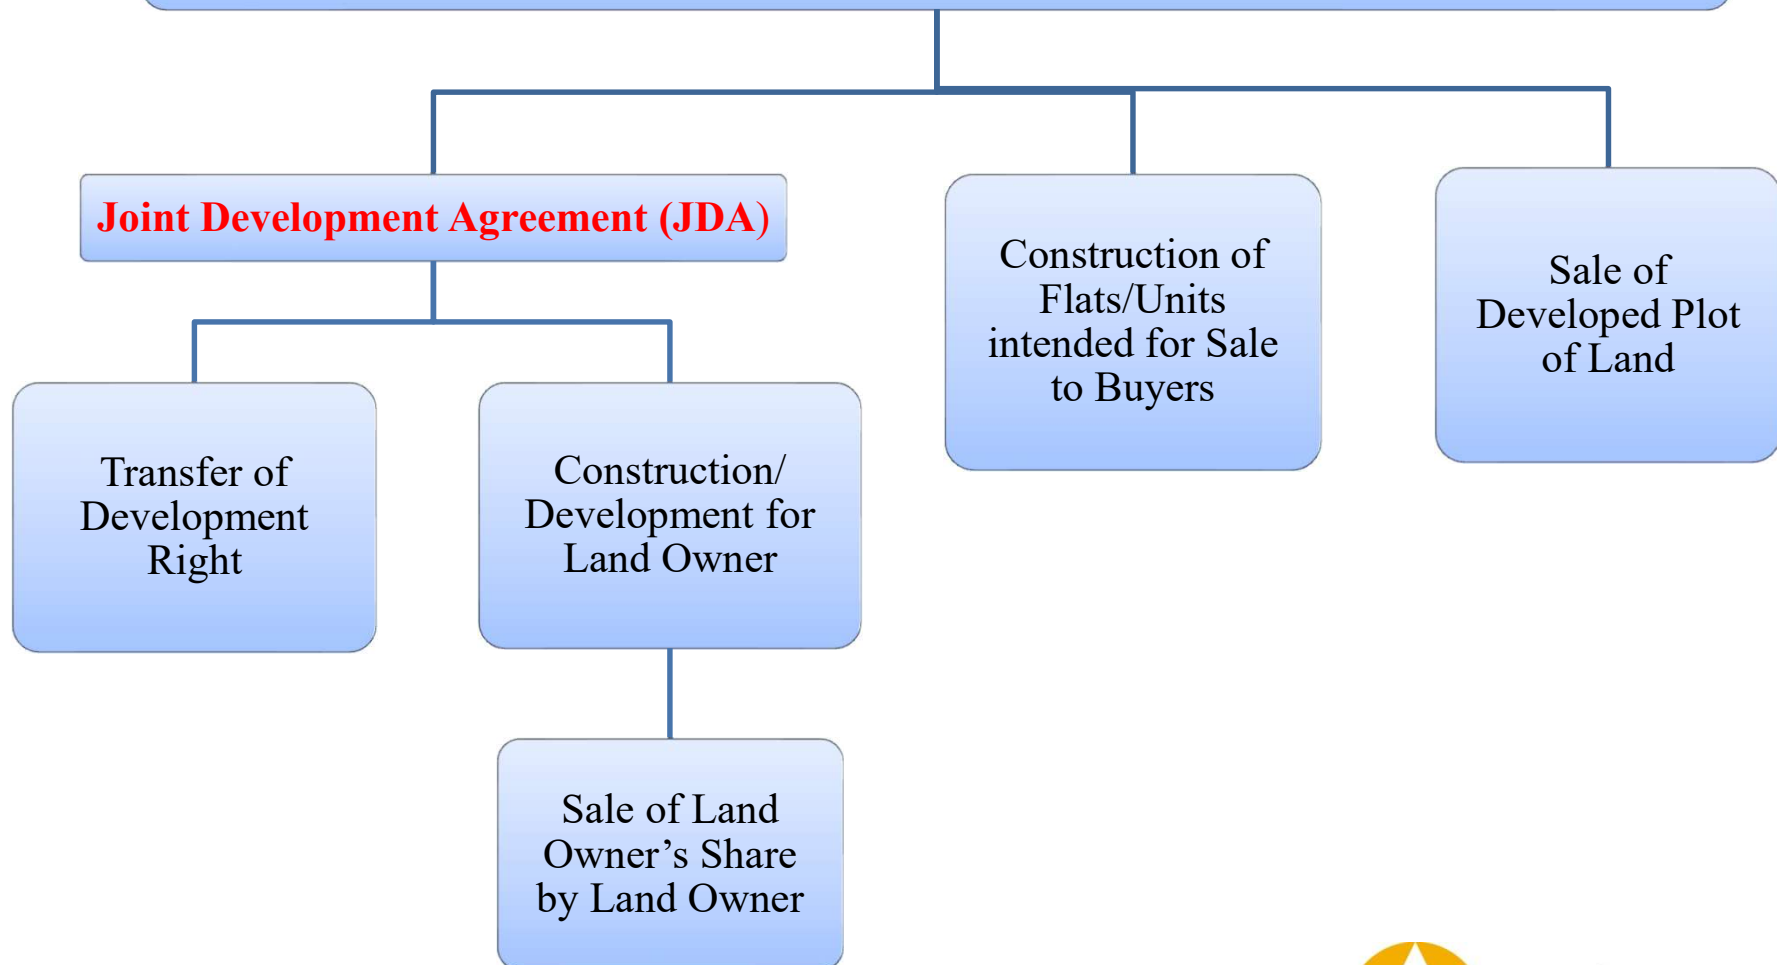 Joint Development Agreement (JDA)
Construction of
Flats/Units
intended for Sale
to Buyers
Sale of
Developed Plot
of Land
Transfer of
Development
Right
Construction/
Development for
Land Owner
Sale of Land
Owner’s Share
by Land Owner